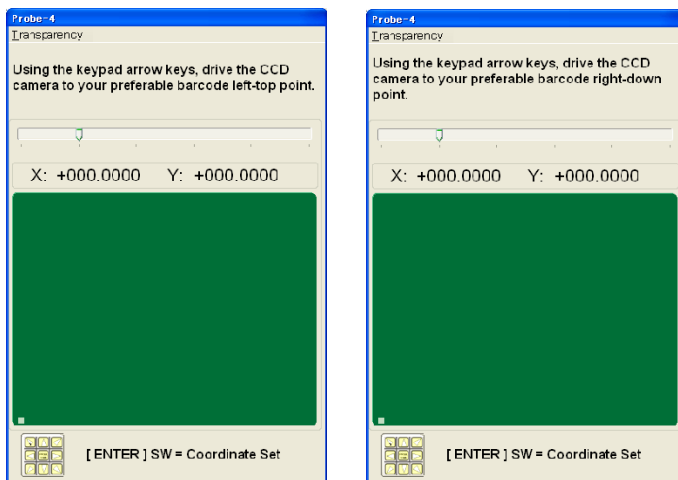 Probe-4
Transparency
Using the keypad arrow keys, drive the CCD
camera to your preferable barcode left-top point.
X: +000.0000 Y: +000.0000
[ ENTER ] SW = Coordinate Set
Probe-4
Transparency
Using the keypad arrow keys, drive the CCD
camera to your preferable barcode right-down
point.
X: +000.0000 Y: +000.0000
[ ENTER ] SW = Coordinate Set